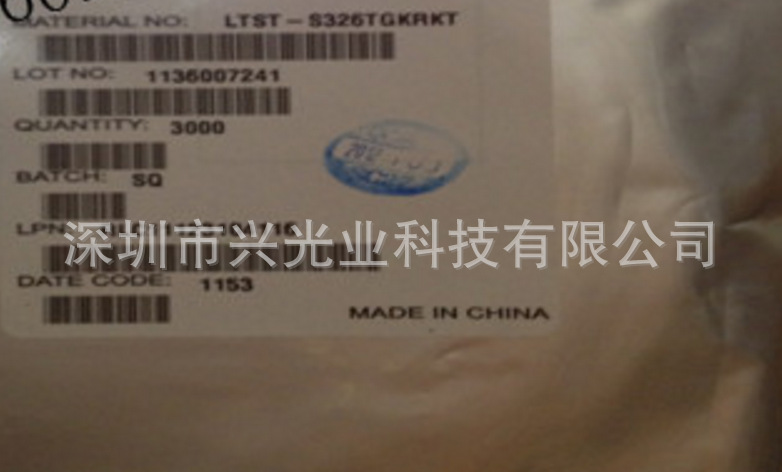 MATERIAL NO: LTST-S326TGKRKT
LOT NO: 1136007241
QUANTITY: 3000
BATCH: SQ
LPN
深圳市兴光业科技有限公司
DATE CODE: 1153
MADE IN CHINA